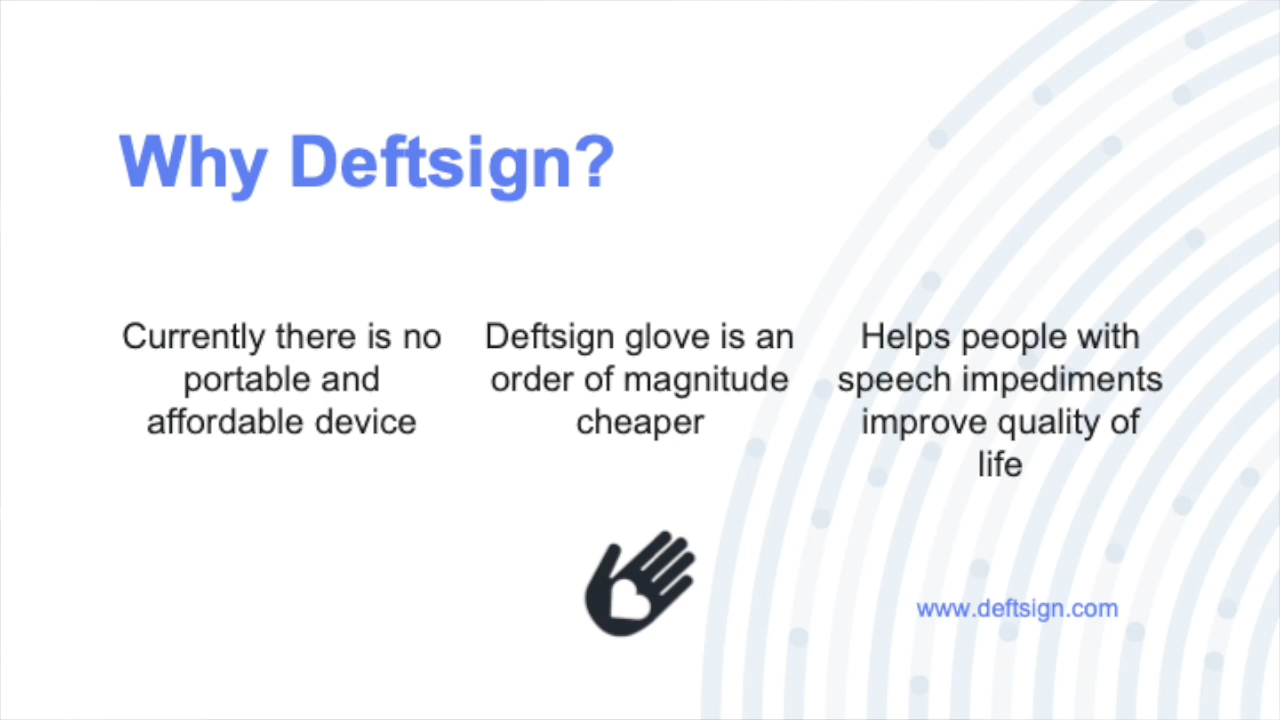 Why Deftsign?
Currently there is no
portable and
affordable device
Deftsign glove is an
order of magnitude
cheaper
Helps people with
speech impediments
improve quality of
life
www.deftsign.com